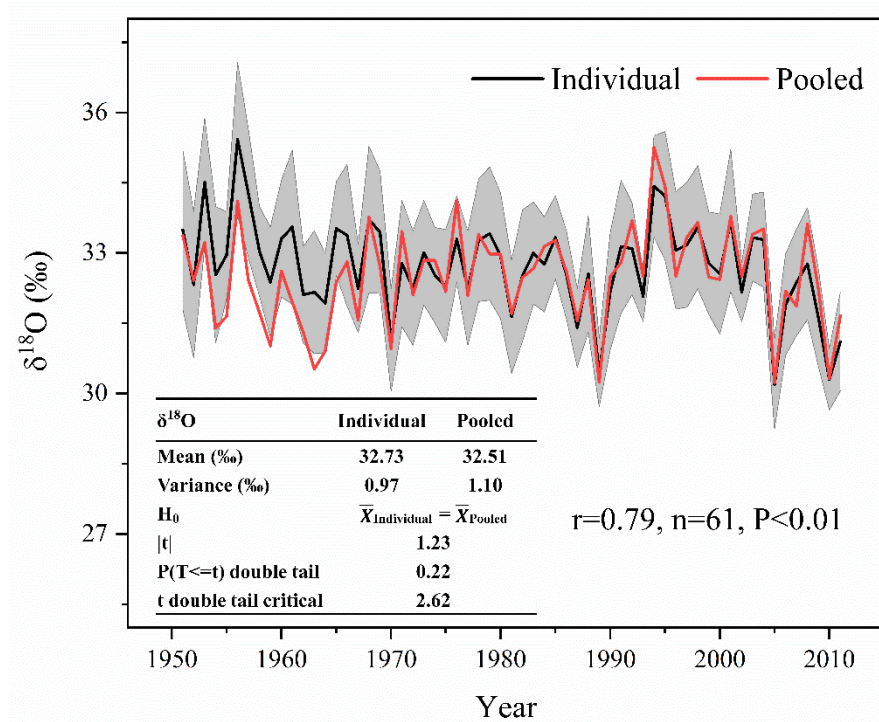 Individual Pooled
36
33
30
27
δ¹⁸O (‰)
δ¹⁸O Individual Pooled
Mean (‰) 32.73 32.51
Variance (‰) 0.97 1.10
H₀ X̅Individual = X̅Pooled
|t| 1.23
P(T<=t) double tail 0.22
t double tail critical 2.62
r=0.79, n=61, P<0.01
1950 1960 1970 1980 1990 2000 2010
Year